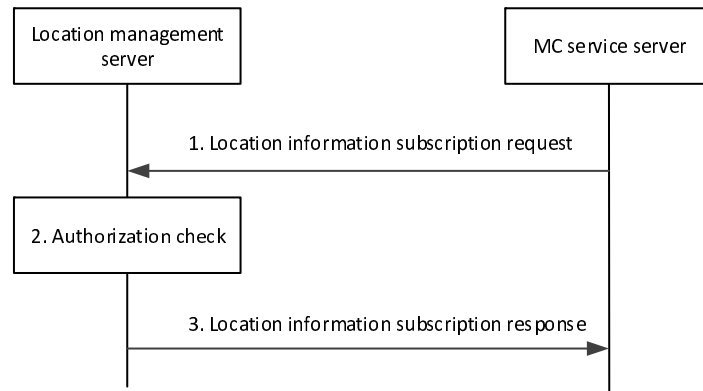 Location management
server
MC service server
1. Location information subscription request
2. Authorization check
3. Location information subscription response